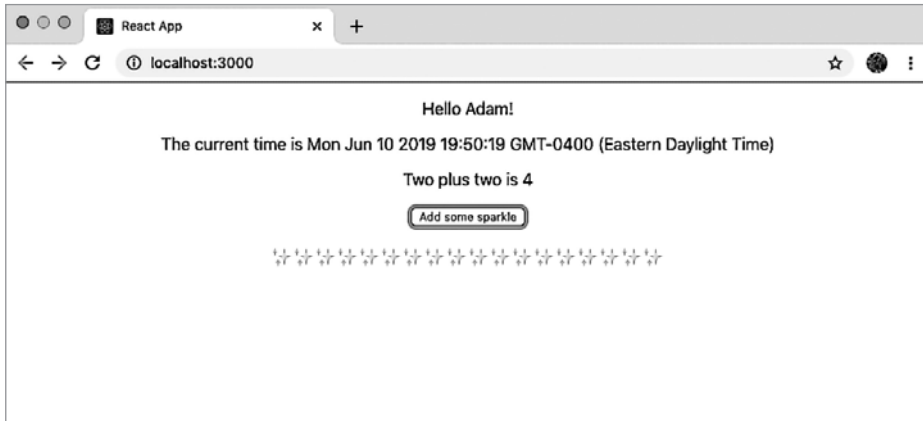 React App
localhost:3000
Hello Adam!
The current time is Mon Jun 10 2019 19:50:19 GMT-0400 (Eastern Daylight Time)
Two plus two is 4
Add some sparkle
✨✨✨✨✨✨✨✨✨✨✨✨✨✨✨✨✨✨